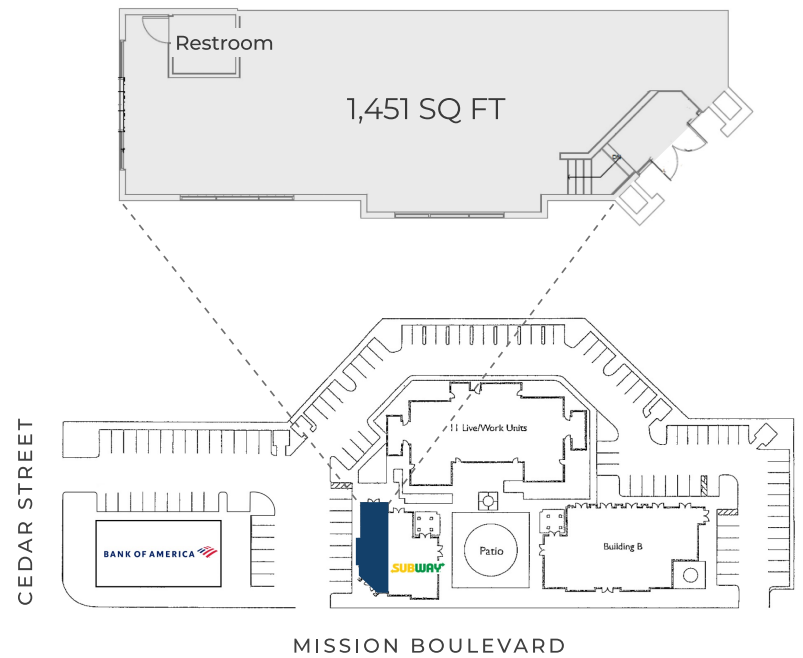 Restroom
1,451 SQ FT
CEDAR STREET
11 Live/Work Units
BANK OF AMERICA
SUBWAY
Patio
Building B
MISSION BOULEVARD